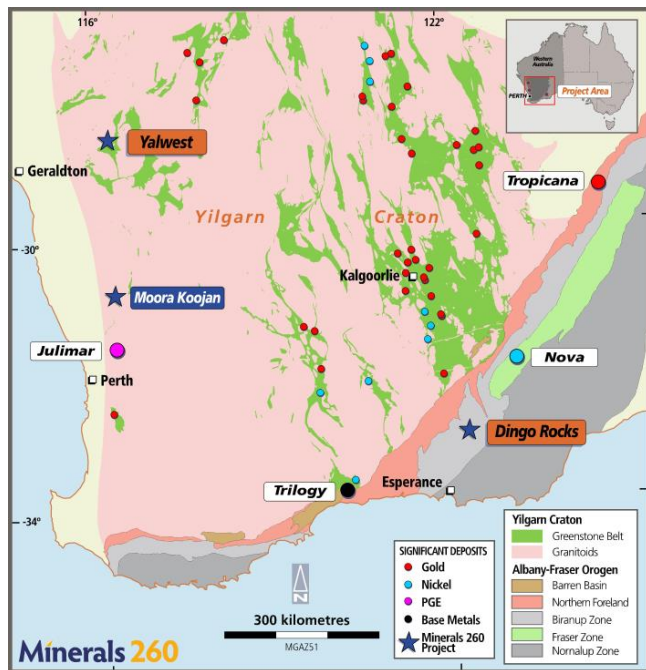 116°
122°
Western
Australia
PERTH
Project Area
Yalwest
Geraldton
Tropicana
Yilgarn Craton
-30°
Kalgoorlie
Moora Koojan
Julimar
Nova
Perth
Dingo Rocks
Trilogy
Esperance
-34°
N
300 kilometres
MGAZ51
Minerals 260
SIGNIFICANT DEPOSITS
Gold
Nickel
PGE
Base Metals
Minerals 260
Project
Yilgarn Craton
Greenstone Belt
Granitoids
Albany-Fraser Orogen
Barren Basin
Northern Foreland
Biranup Zone
Fraser Zone
Nornalup Zone